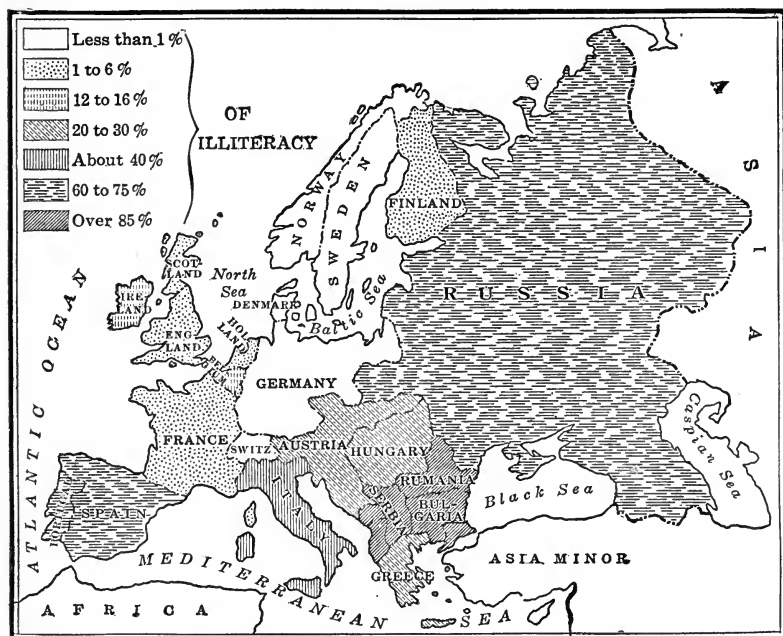 Less than 1%
1 to 6%
12 to 16%
20 to 30%
About 40%
60 to 75%
Over 85%
OF
ILLITERACY
A S I A
NORWAY
SWEDEN
FINLAND
SCOT-
LAND
North
Sea
IRE
LAND
DENMARK
Baltic Sea
RUSSIA
ENG-
LAND
HOL
LAND
BEL
GIUM
GERMANY
ATLANTIC OCEAN
FRANCE
SWITZ
AUSTRIA
HUNGARY
Caspian Sea
ITALY
RUMANIA
SERBIA
BUL-
GARIA
Black Sea
PORTUGAL
SPAIN
ASIA MINOR
GREECE
MEDITERRANEAN SEA
AFRICA